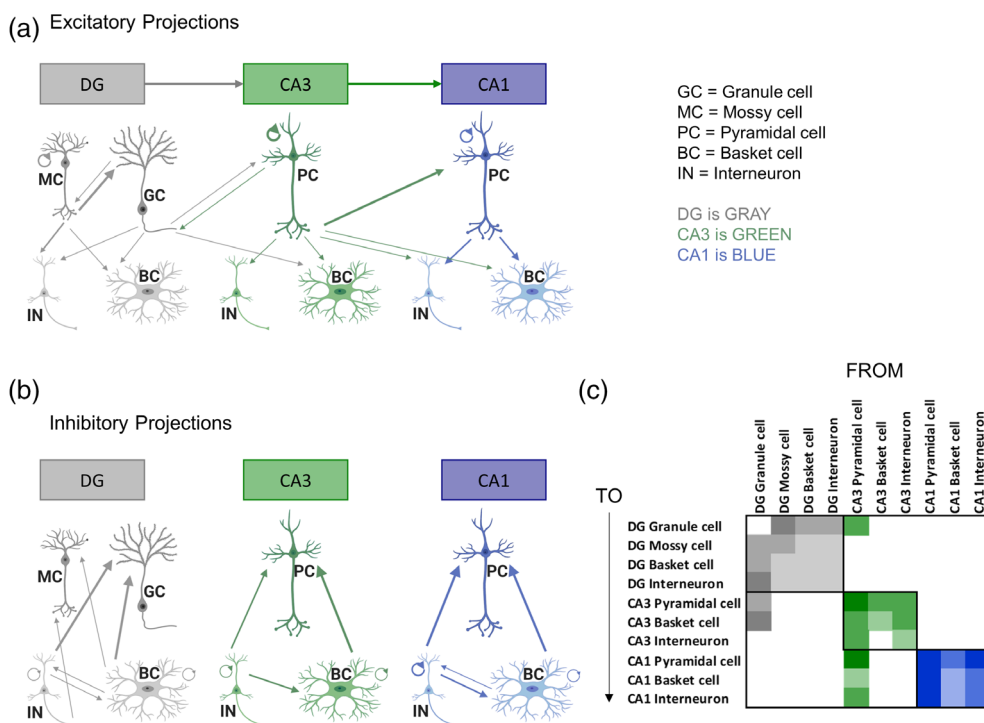 (a) Excitatory Projections
DG
CA3
CA1
GC = Granule cell
MC = Mossy cell
PC = Pyramidal cell
BC = Basket cell
IN = Interneuron
DG is GRAY
CA3 is GREEN
CA1 is BLUE
MC
GC
PC
PC
IN
BC
IN
BC
IN
BC
(b) Inhibitory Projections
DG
CA3
CA1
MC
GC
PC
PC
IN
BC
IN
BC
IN
BC
(c) FROM
DG Granule cell
DG Mossy cell
DG Basket cell
DG Interneuron
CA3 Pyramidal cell
CA3 Basket cell
CA3 Interneuron
CA1 Pyramidal cell
CA1 Basket cell
CA1 Interneuron
TO
DG Granule cell
DG Mossy cell
DG Basket cell
DG Interneuron
CA3 Pyramidal cell
CA3 Basket cell
CA3 Interneuron
CA1 Pyramidal cell
CA1 Basket cell
CA1 Interneuron